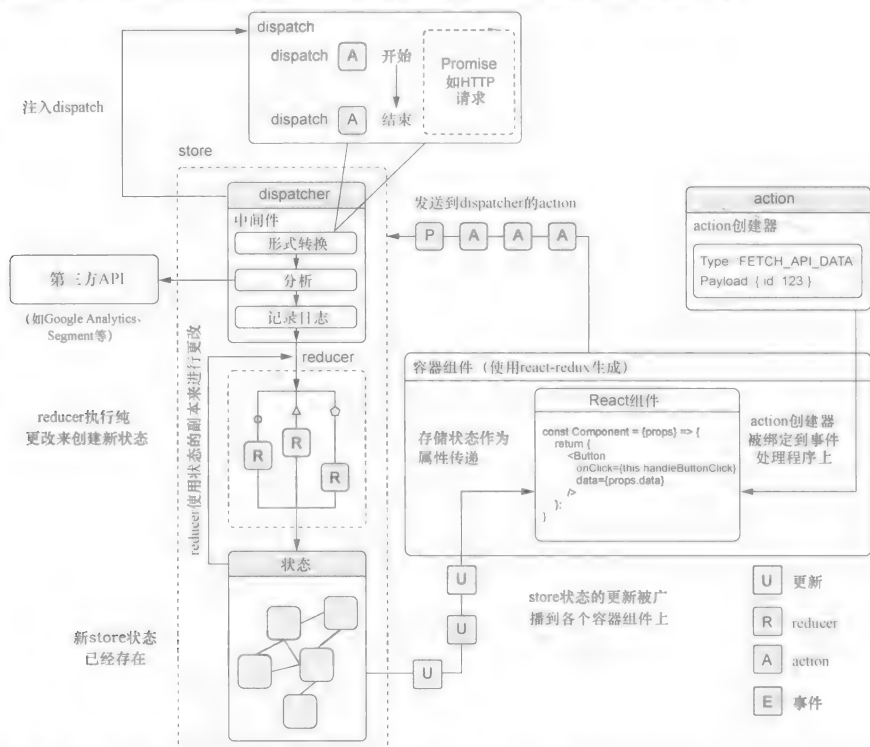 dispatch
dispatch A 开始
Promise
如HTTP
请求
dispatch A 结束
注入dispatch
store
dispatcher
中间件
形式转换
分析
记录日志
发送到dispatcher的action
P A A A
action
action创建器
Type FETCH_API_DATA
Payload { id 123 }
第三方API
(如Google Analytics、
Segment等)
reducer
reducer使用状态的副本来进行更改
reducer执行纯
更改来创建新状态
R
R
R
容器组件（使用react-redux生成）
React组件
const Component = {props} => {
return {
<Button
onClick={this handleButtonClick}
data={props.data}
/>
};
}
存储状态作为
属性传递
action创建器
被绑定到事件
处理程序上
状态
新store状态
已经存在
U
U
U
store状态的更新被广
播到各个容器组件上
U 更新
R reducer
A action
E 事件